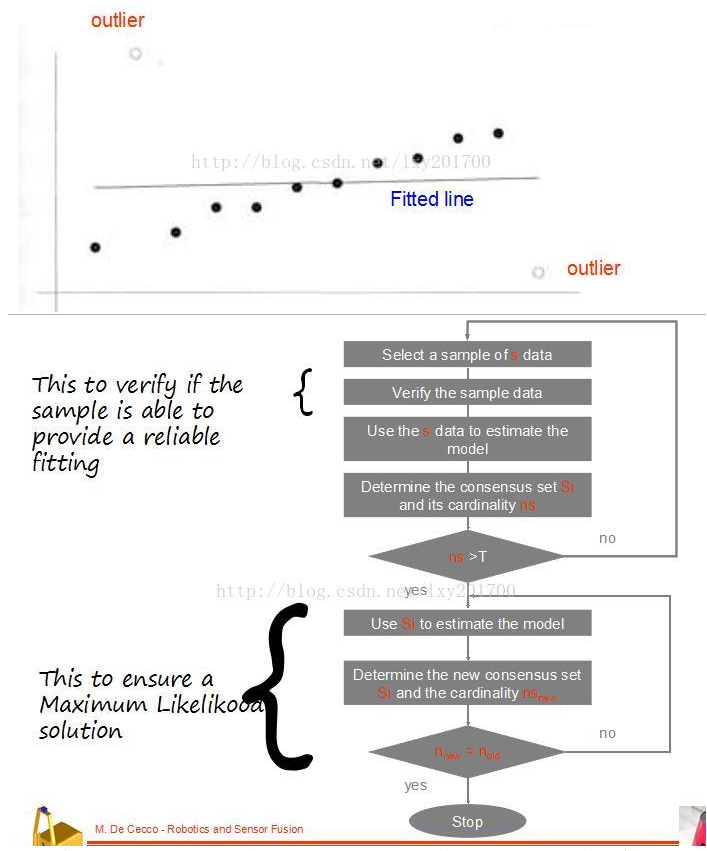 outlier
http://blog.csdn.net/lxy201700
Fitted line
outlier
Select a sample of s data
This to verify if the
sample is able to
provide a reliable
fitting
{
Verify the sample data
Use the s data to estimate the
model
Determine the consensus set Si
and its cardinality ns
no
ns >T
http://blog.csdn.net/lxy201700
yes
Use Si to estimate the model
This to ensure a
Maximum Likelikood
solution
{
Determine the new consensus set
Si and the cardinality nsnew
no
nnew = nold
yes
Stop
M. De Cecco - Robotics and Sensor Fusion